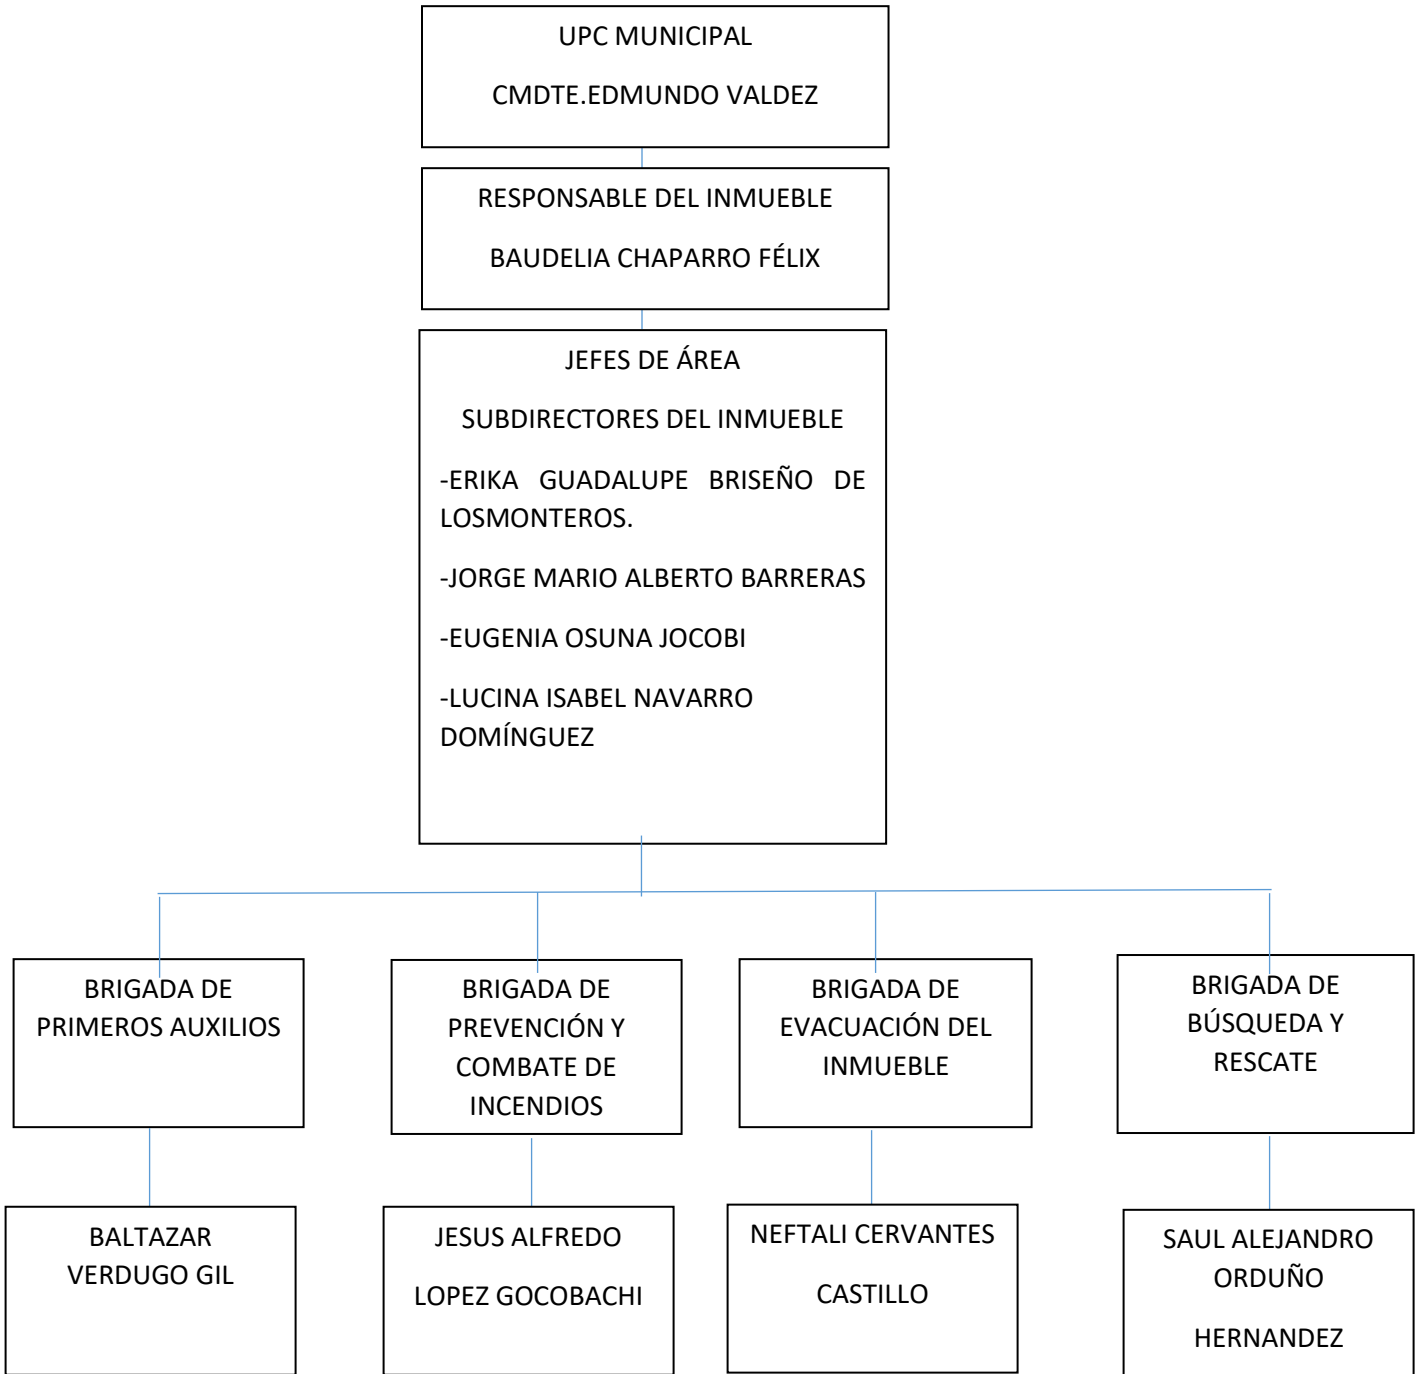 UPC MUNICIPAL
CMDTE.EDMUNDO VALDEZ
RESPONSABLE DEL INMUEBLE
BAUDELIA CHAPARRO FÉLIX
JEFES DE ÁREA
SUBDIRECTORES DEL INMUEBLE
-ERIKA GUADALUPE BRISEÑO DE
LOSMONTEROS.
-JORGE MARIO ALBERTO BARRERAS
-EUGENIA OSUNA JOCOBI
-LUCINA ISABEL NAVARRO
DOMÍNGUEZ
BRIGADA DE
PRIMEROS AUXILIOS
BRIGADA DE
PREVENCIÓN Y
COMBATE DE
INCENDIOS
BRIGADA DE
EVACUACIÓN DEL
INMUEBLE
BRIGADA DE
BÚSQUEDA Y
RESCATE
BALTAZAR
VERDUGO GIL
JESUS ALFREDO
LOPEZ GOCOBACHI
NEFTALI CERVANTES
CASTILLO
SAUL ALEJANDRO
ORDUÑO
HERNANDEZ